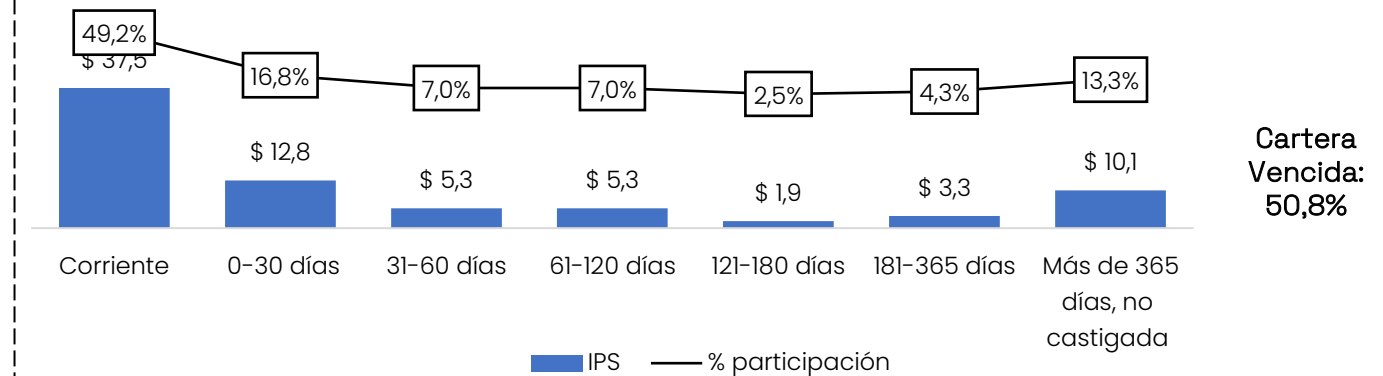 49,2%
$ 37,5
16,8%
7,0%
7,0%
2,5%
4,3%
13,3%
$ 12,8
$ 5,3
$ 5,3
$ 1,9
$ 3,3
$ 10,1
Cartera
Vencida:
50,8%
Corriente
0-30 días
31-60 días
61-120 días
121-180 días
181-365 días
Más de 365
días, no
castigada
IPS
% participación